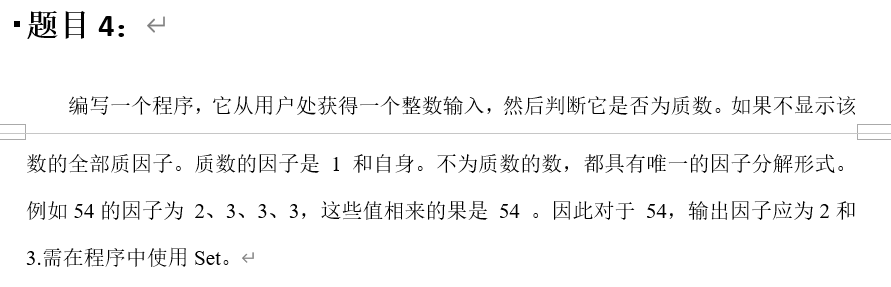 题目 4：
编写一个程序，它从用户处获得一个整数输入，然后判断它是否为质数。如果不显示该
数的全部质因子。质数的因子是 1 和自身。不为质数的数，都具有唯一的因子分解形式。
例如 54 的因子为 2、3、3、3，这些值相来的果是 54 。因此对于 54，输出因子应为 2 和
3.需在程序中使用 Set。